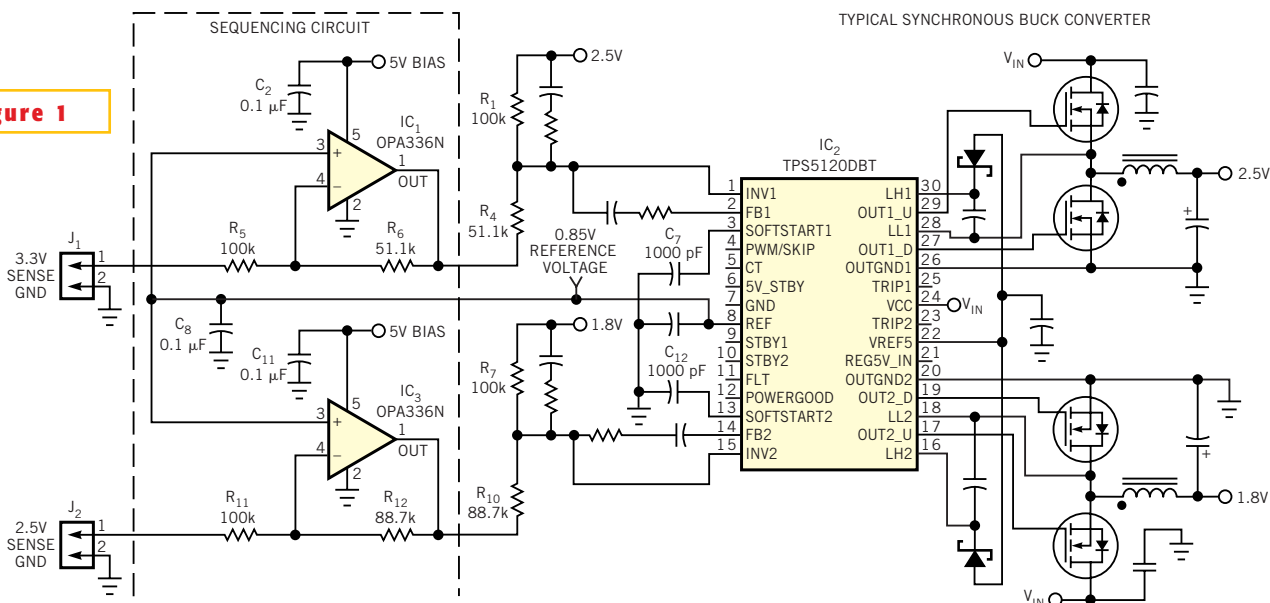 SEQUENCING CIRCUIT
TYPICAL SYNCHRONOUS BUCK CONVERTER
gure 1
C2
0.1 µF
5V BIAS
IC1
OPA336N
3
+
4
–
5
1
OUT
2
R5
100k
R6
51.1k
J1
3.3V
SENSE
GND
1
2
C8
0.1 µF
C11
0.1 µF
5V BIAS
IC3
OPA336N
3
+
4
–
5
1
OUT
2
R11
100k
R12
88.7k
J2
2.5V
SENSE
GND
1
2
2.5V
R1
100k
R4
51.1k
0.85V
REFERENCE
VOLTAGE
C7
1000 pF
1.8V
R7
100k
C12
1000 pF
R10
88.7k
IC2
TPS5120DBT
1 INV1
2 FB1
3 SOFTSTART1
4 PWM/SKIP
5 CT
6 5V_STBY
7 GND
8 REF
9 STBY1
10 STBY2
11 FLT
12 POWERGOOD
13 SOFTSTART2
14 FB2
15 INV2
LH1 30
OUT1_U 29
LL1 28
OUT1_D 27
OUTGND1 26
TRIP1 25
VCC 24
TRIP2 23
VREF5 22
REG5V_IN 21
OUTGND2 20
OUT2_D 19
LL2 18
OUT2_U 17
LH2 16
VIN
VIN
2.5V
+
+
1.8V
VIN